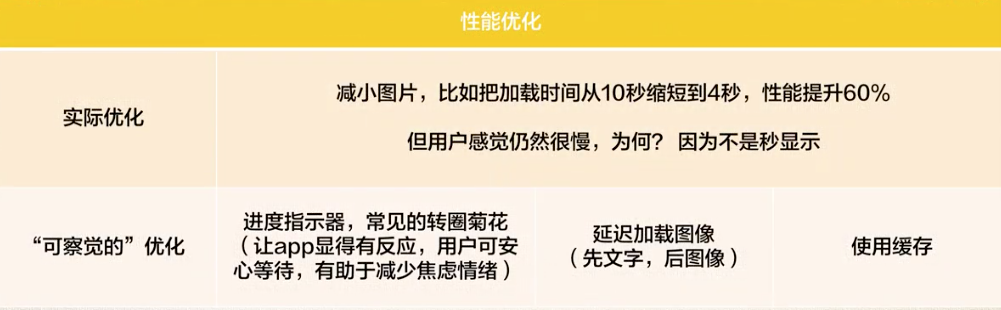 性能优化
实际优化
减小图片，比如把加载时间从10秒缩短到4秒，性能提升60%
但用户感觉仍然很慢，为何？ 因为不是秒显示
“可察觉的”优化
进度指示器，常见的转圈菊花
（让app显得有反应，用户可安
心等待，有助于减少焦虑情绪）
延迟加载图像
（先文字，后图像）
使用缓存